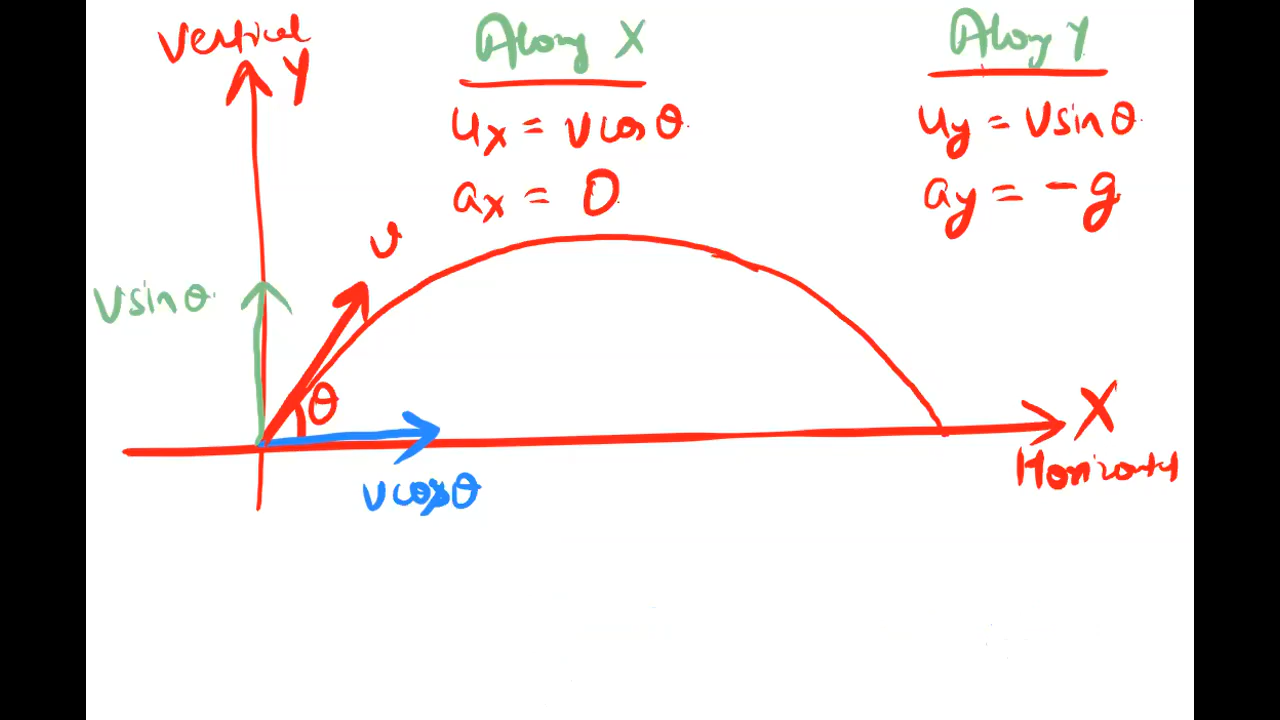 Vertical
Y
Along X
ux = v cos θ
ax = 0
Along Y
uy = v sin θ
ay = -g
v
v sin θ
θ
v cos θ
X
Horizontal